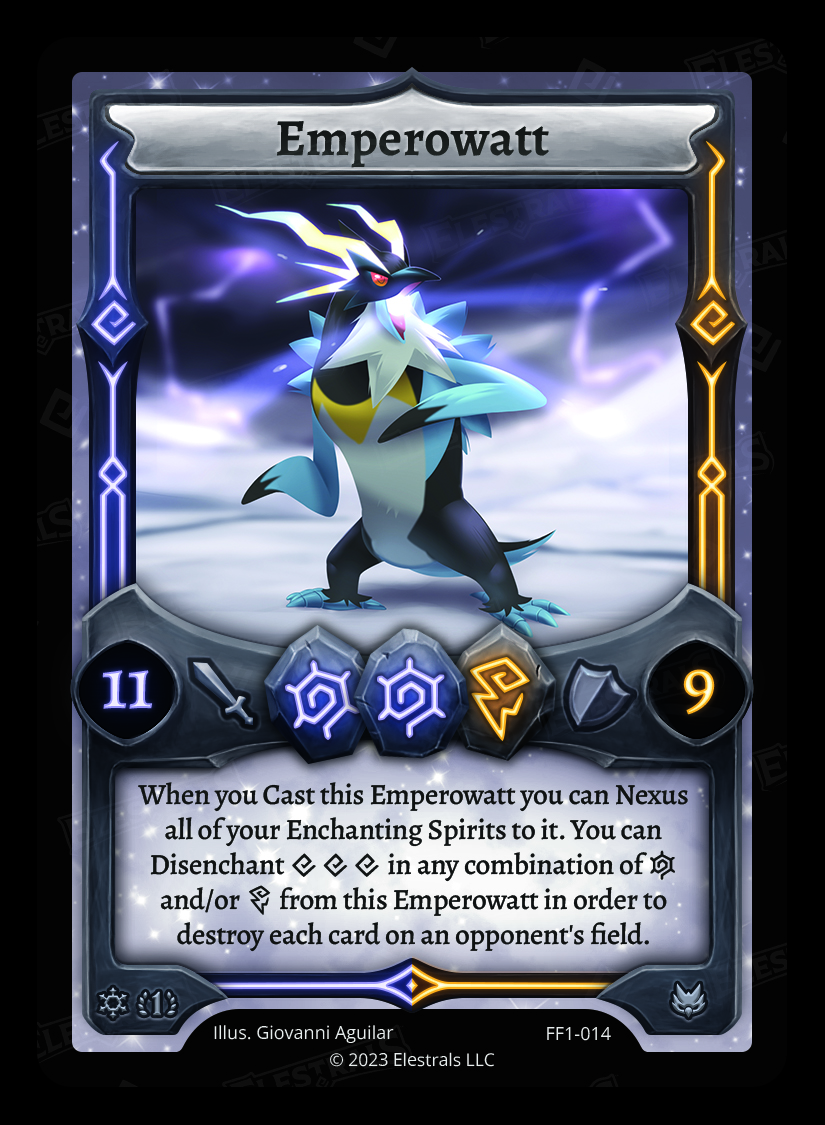 Emperowatt
11
9
When you Cast this Emperowatt you can Nexus
all of your Enchanting Spirits to it. You can
Disenchant in any combination of
and/or from this Emperowatt in order to
destroy each card on an opponent's field.
1
Illus. Giovanni Aguilar
FF1-014
© 2023 Elestrals LLC